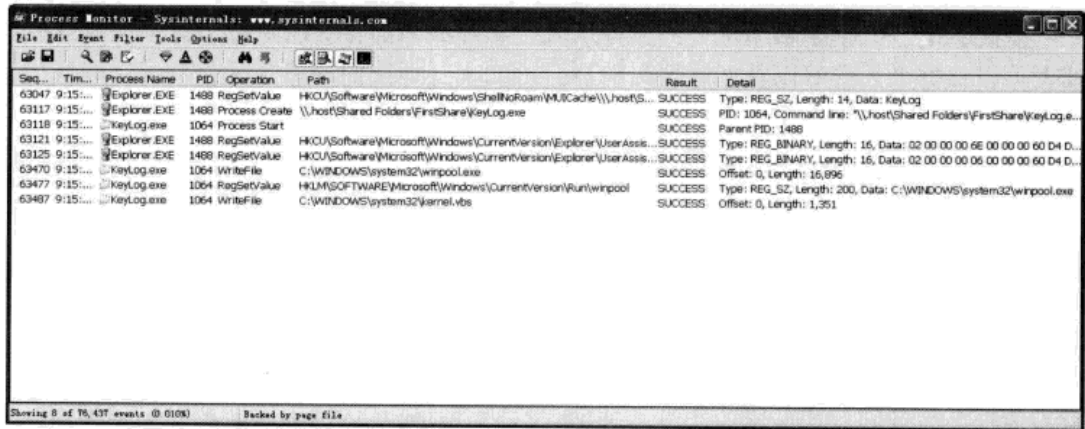 Process Monitor - Sysinternals: www.sysinternals.com
File Edit Event Filter Tools Options Help
Seq... Tim... Process Name PID Operation Path Result Detail
63047 9:15:... Explorer.EXE 1488 RegSetValue HKCU\Software\Microsoft\Windows\ShellNoRoam\MUICache\\\.host\S... SUCCESS Type: REG_SZ, Length: 14, Data: KeyLog
63117 9:15:... Explorer.EXE 1488 Process Create \\.host\Shared Folders\FirstShare\KeyLog.exe SUCCESS PID: 1064, Command line: "\\.host\Shared Folders\FirstShare\KeyLog.e...
63118 9:15:... KeyLog.exe 1064 Process Start SUCCESS Parent PID: 1488
63121 9:15:... Explorer.EXE 1488 RegSetValue HKCU\Software\Microsoft\Windows\CurrentVersion\Explorer\UserAssis... SUCCESS Type: REG_BINARY, Length: 16, Data: 02 00 00 00 6E 00 00 00 60 D4 D...
63125 9:15:... Explorer.EXE 1488 RegSetValue HKCU\Software\Microsoft\Windows\CurrentVersion\Explorer\UserAssis... SUCCESS Type: REG_BINARY, Length: 16, Data: 02 00 00 00 06 00 00 00 60 D4 D...
63470 9:15:... KeyLog.exe 1064 WriteFile C:\WINDOWS\system32\winpool.exe SUCCESS Offset: 0, Length: 16,896
63477 9:15:... KeyLog.exe 1064 RegSetValue HKLM\SOFTWARE\Microsoft\Windows\CurrentVersion\Run\winpool SUCCESS Type: REG_SZ, Length: 200, Data: C:\WINDOWS\system32\winpool.exe
63487 9:15:... KeyLog.exe 1064 WriteFile C:\WINDOWS\system32\kernel.vbs SUCCESS Offset: 0, Length: 1,351
Showing 8 of 76,437 events (0.010%) Backed by page file